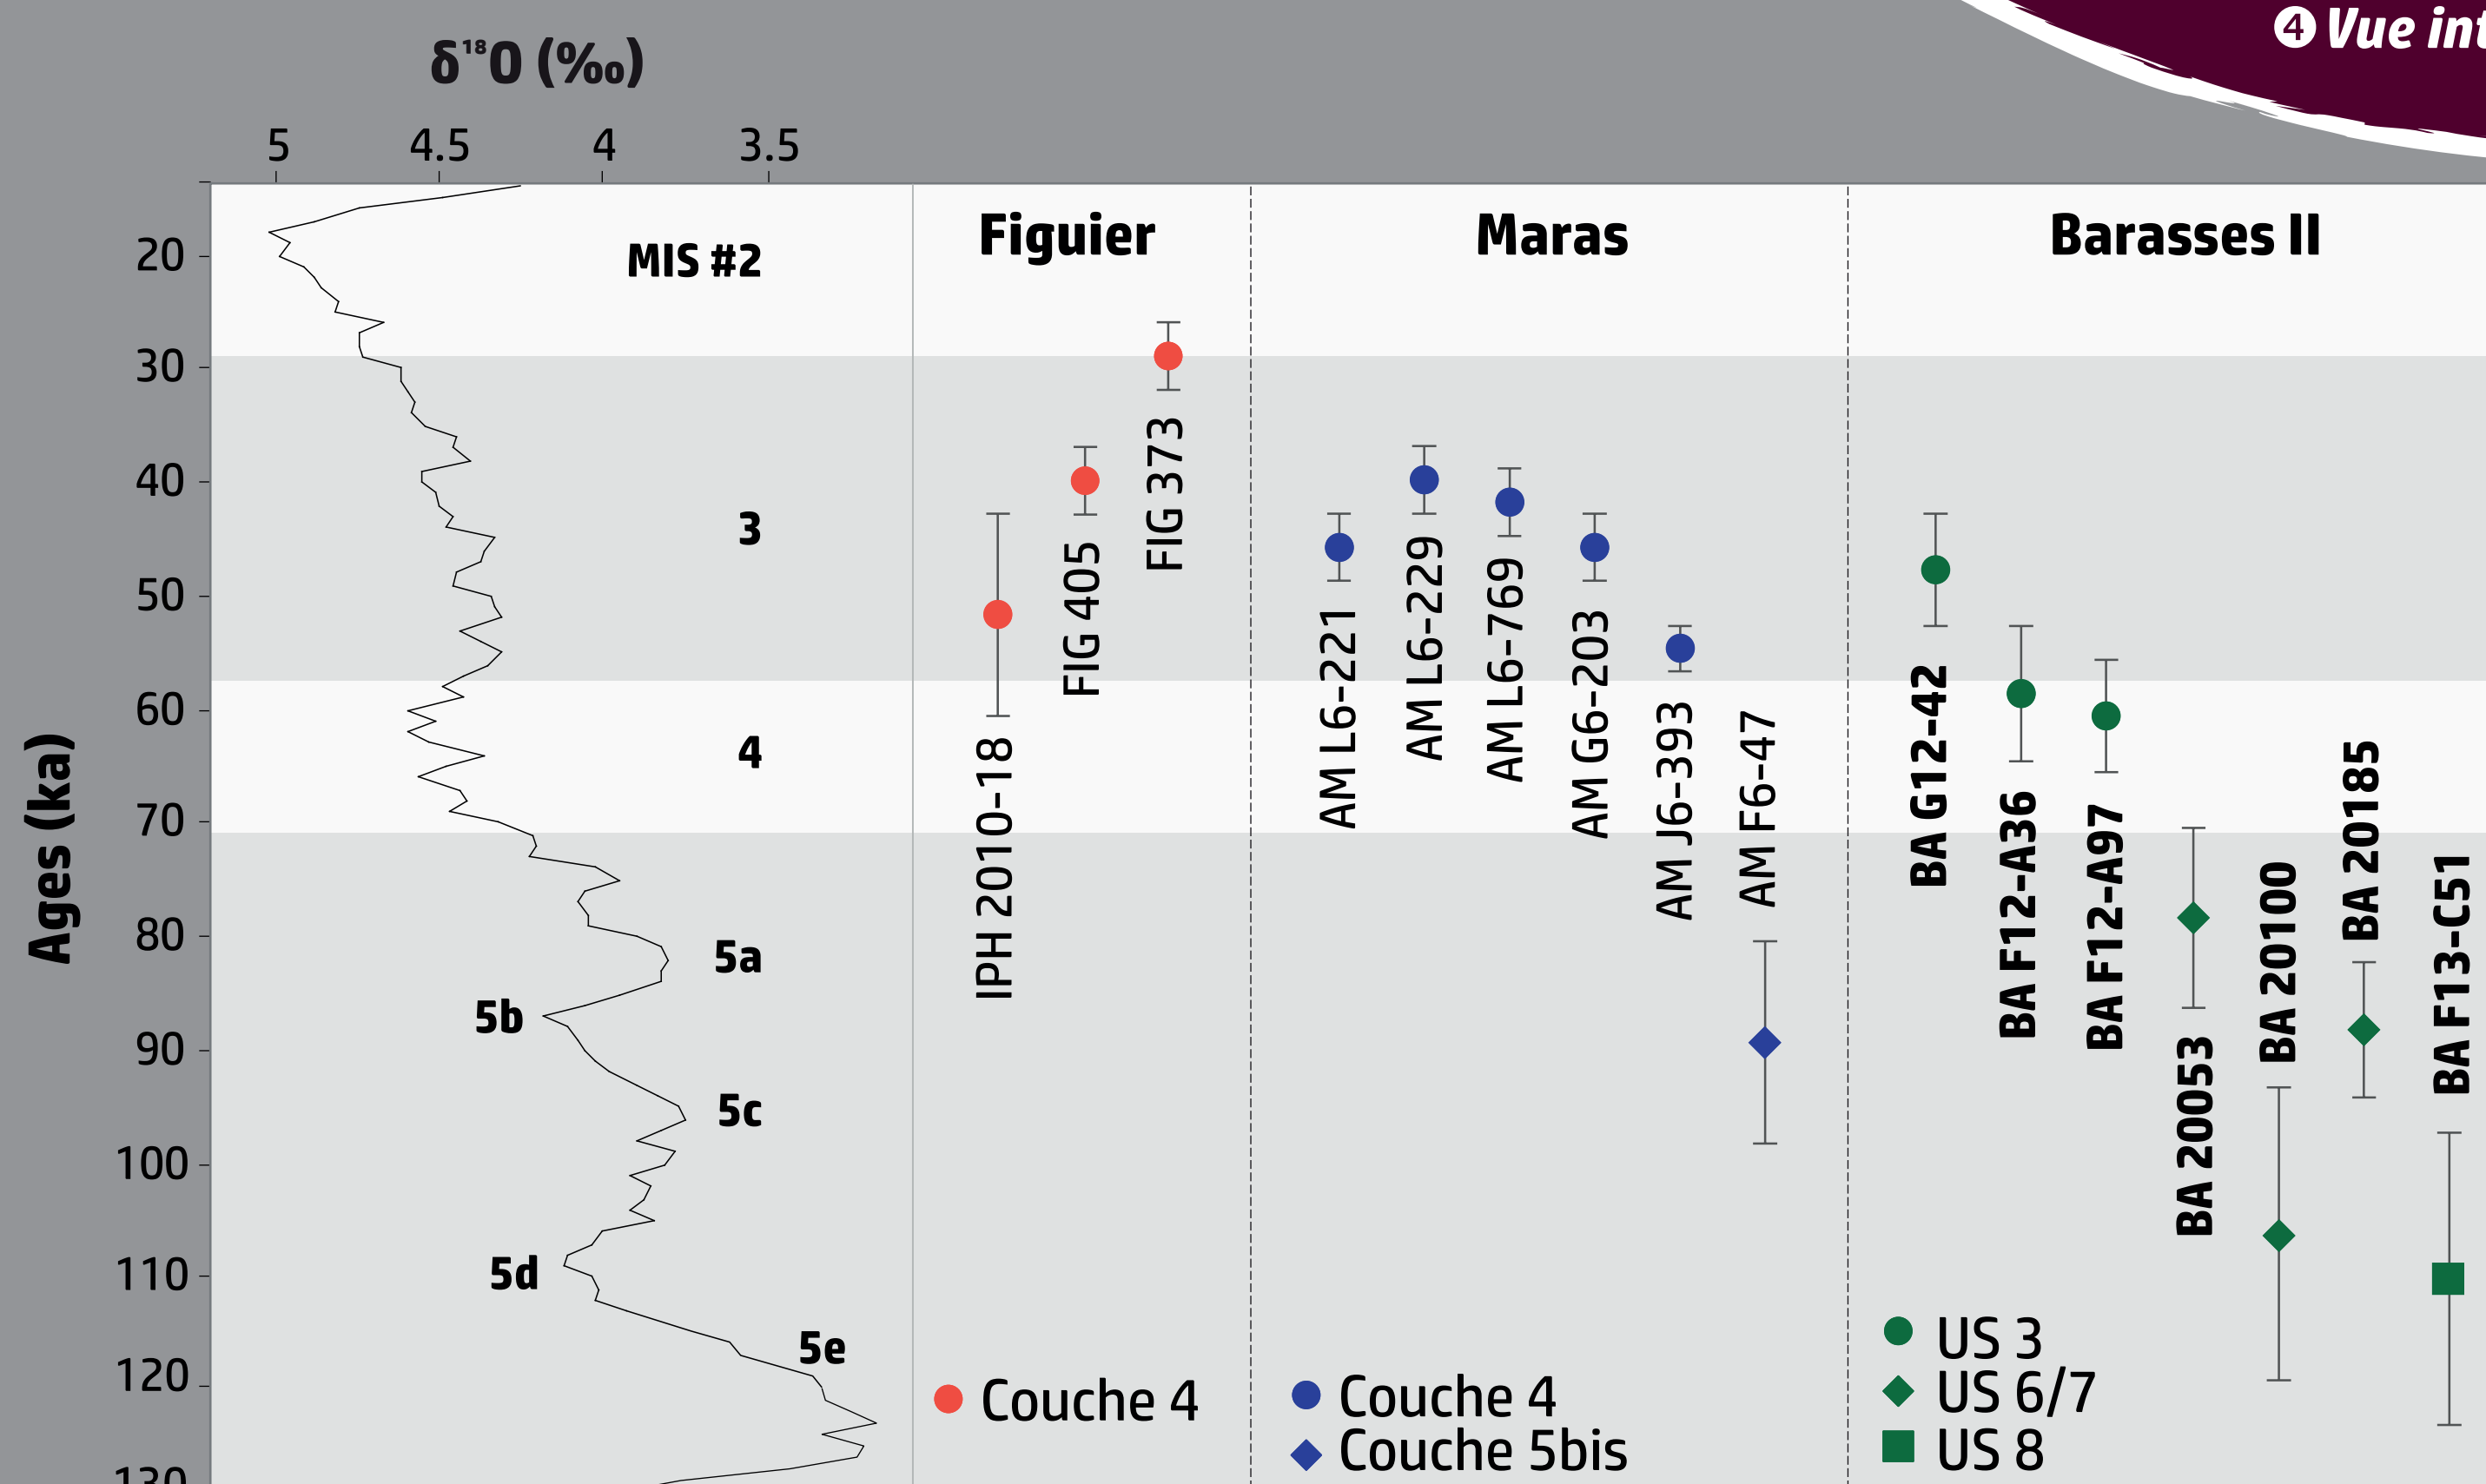 4 Vue int
δ¹⁸O (‰)
5 4.5 4 3.5
Figuier Maras Barasses II
MIS #2
3
4
5a
5b
5c
5d
5e
Ages (ka)
20
30
40
50
60
70
80
90
100
110
120
130
IPH 2010-18
FIG 405
FIG 373
AM L6-221
AM L6-229
AM L6-769
AM G6-203
AM J6-393
AM F6-47
BA G12-42
BA F12-A36
BA F12-A97
BA 20053
BA 20100
BA 20185
BA F13-C51
Couche 4
Couche 4
Couche 5bis
US 3
US 6/7
US 8